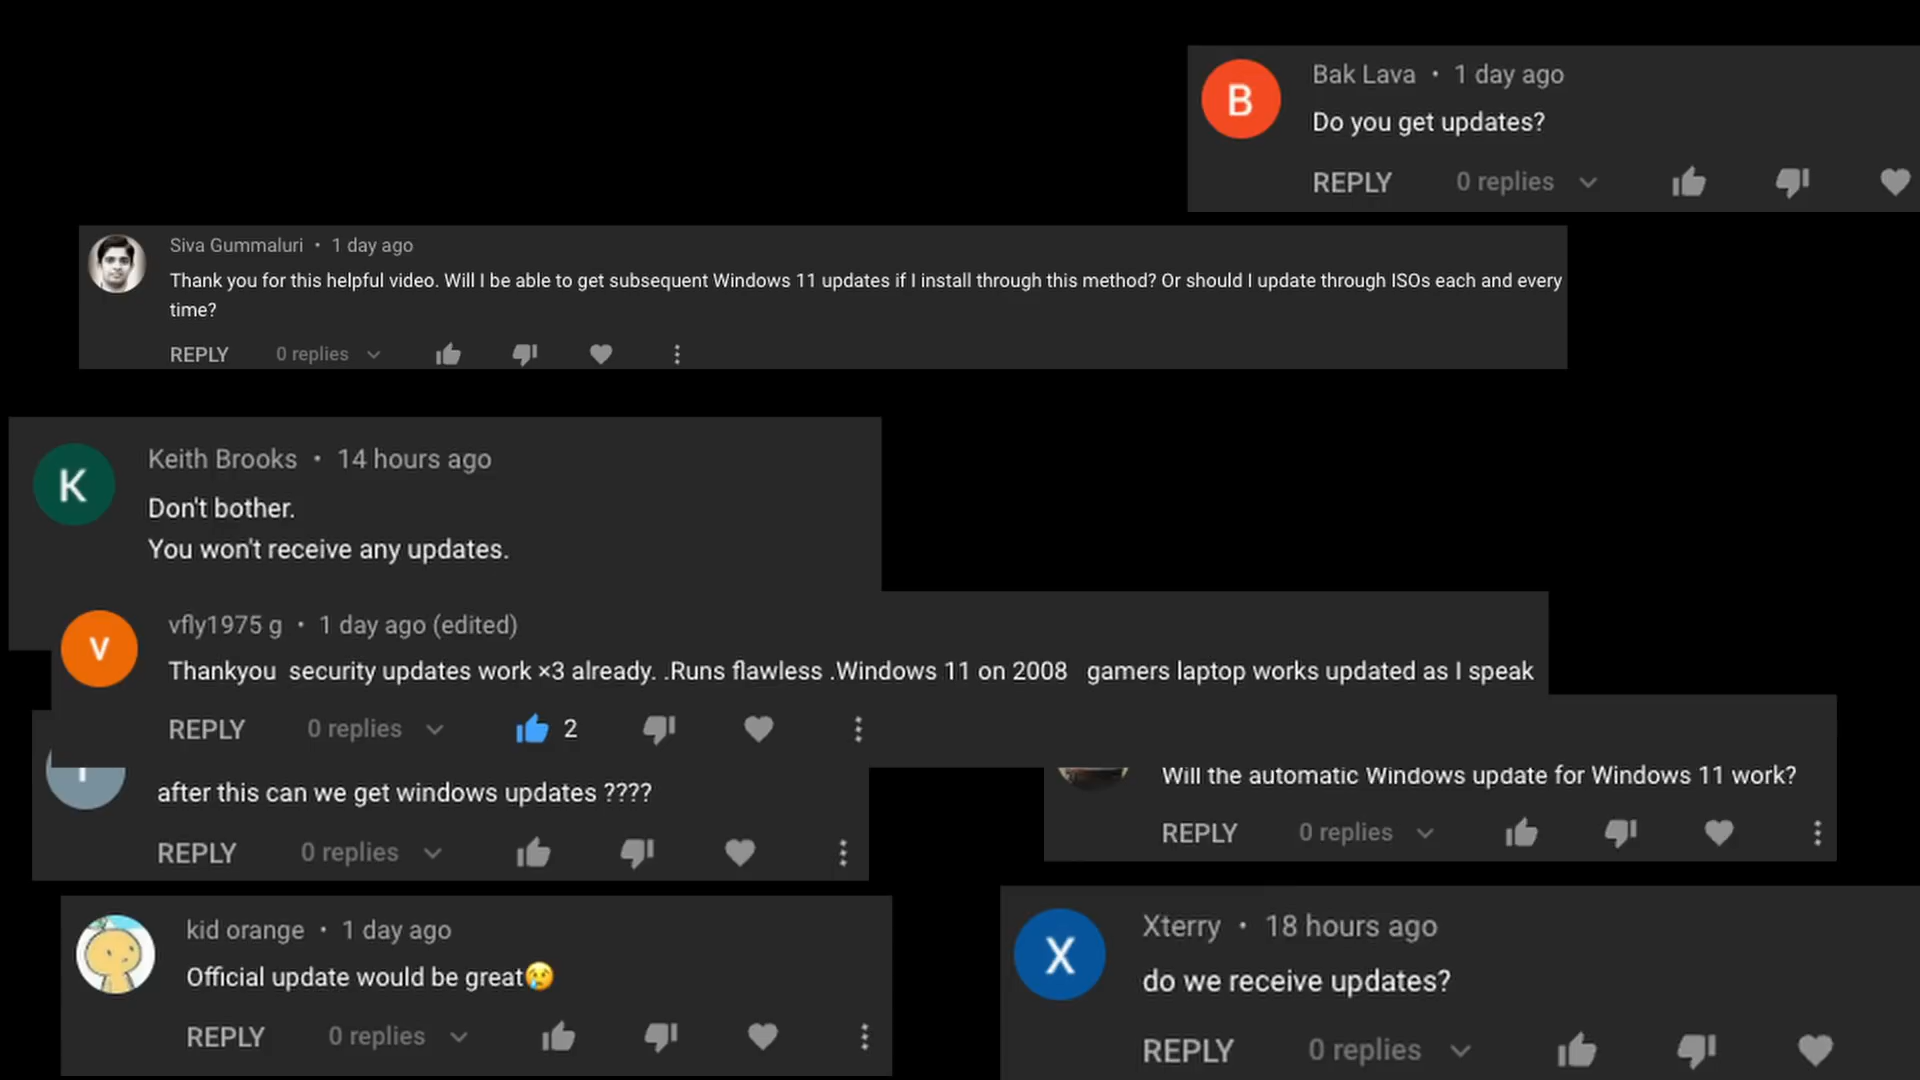 Bak Lava • 1 day ago
B
Do you get updates?
REPLY 0 replies
Siva Gummaluri • 1 day ago
Thank you for this helpful video. Will I be able to get subsequent Windows 11 updates if I install through this method? Or should I update through ISOs each and every
time?
REPLY 0 replies
Keith Brooks • 14 hours ago
K
Don't bother.
You won't receive any updates.
vfly1975 g • 1 day ago (edited)
V
Thankyou security updates work ×3 already. .Runs flawless .Windows 11 on 2008 gamers laptop works updated as I speak
REPLY 0 replies 2
after this can we get windows updates ????
REPLY 0 replies
Will the automatic Windows update for Windows 11 work?
REPLY 0 replies
kid orange • 1 day ago
Official update would be great😢
REPLY 0 replies
Xterry • 18 hours ago
X
do we receive updates?
REPLY 0 replies